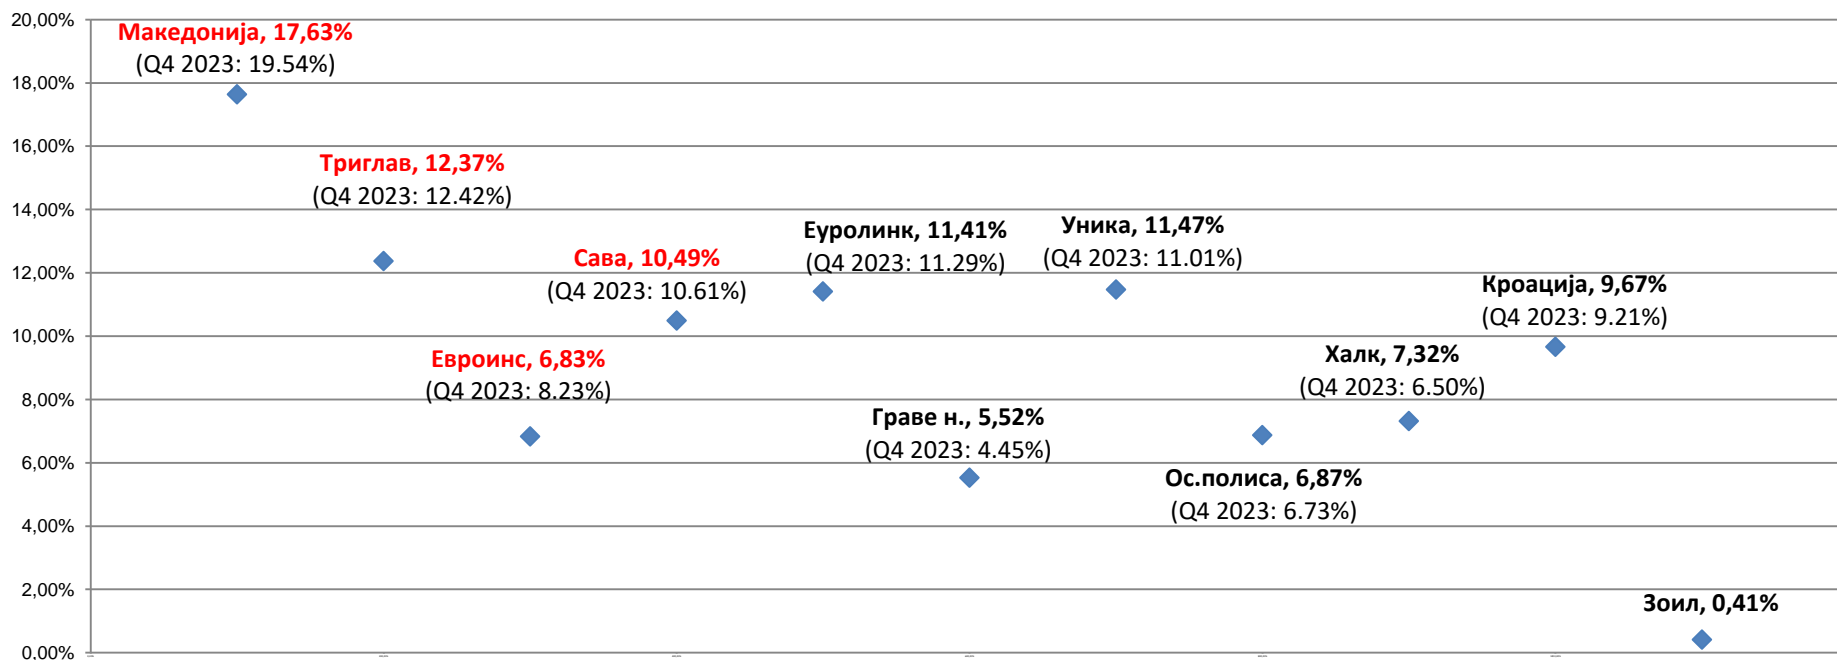 20,00%
18,00%
16,00%
14,00%
12,00%
10,00%
8,00%
6,00%
4,00%
2,00%
0,00%
Македонија, 17,63%
(Q4 2023: 19.54%)
Триглав, 12,37%
(Q4 2023: 12.42%)
Евроинс, 6,83%
(Q4 2023: 8.23%)
Сава, 10,49%
(Q4 2023: 10.61%)
Еуролинк, 11,41%
(Q4 2023: 11.29%)
Граве н., 5,52%
(Q4 2023: 4.45%)
Уника, 11,47%
(Q4 2023: 11.01%)
Ос.полиса, 6,87%
(Q4 2023: 6.73%)
Халк, 7,32%
(Q4 2023: 6.50%)
Кроација, 9,67%
(Q4 2023: 9.21%)
Зоил, 0,41%